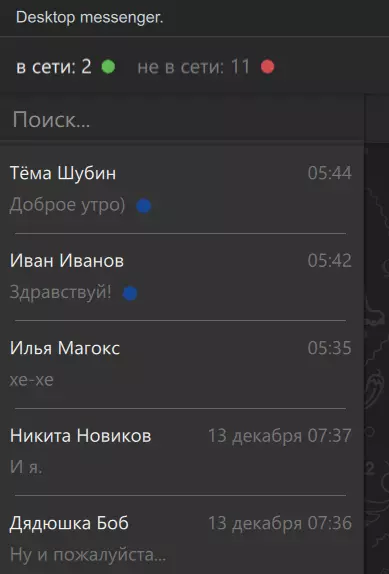 Desktop messenger.
в сети: 2 не в сети: 11
Поиск...
Тёма Шубин 05:44
Доброе утро)
Иван Иванов 05:42
Здравствуй!
Илья Магокс 05:35
хе-хе
Никита Новиков 13 декабря 07:37
И я.
Дядюшка Боб 13 декабря 07:36
Ну и пожалуйста...